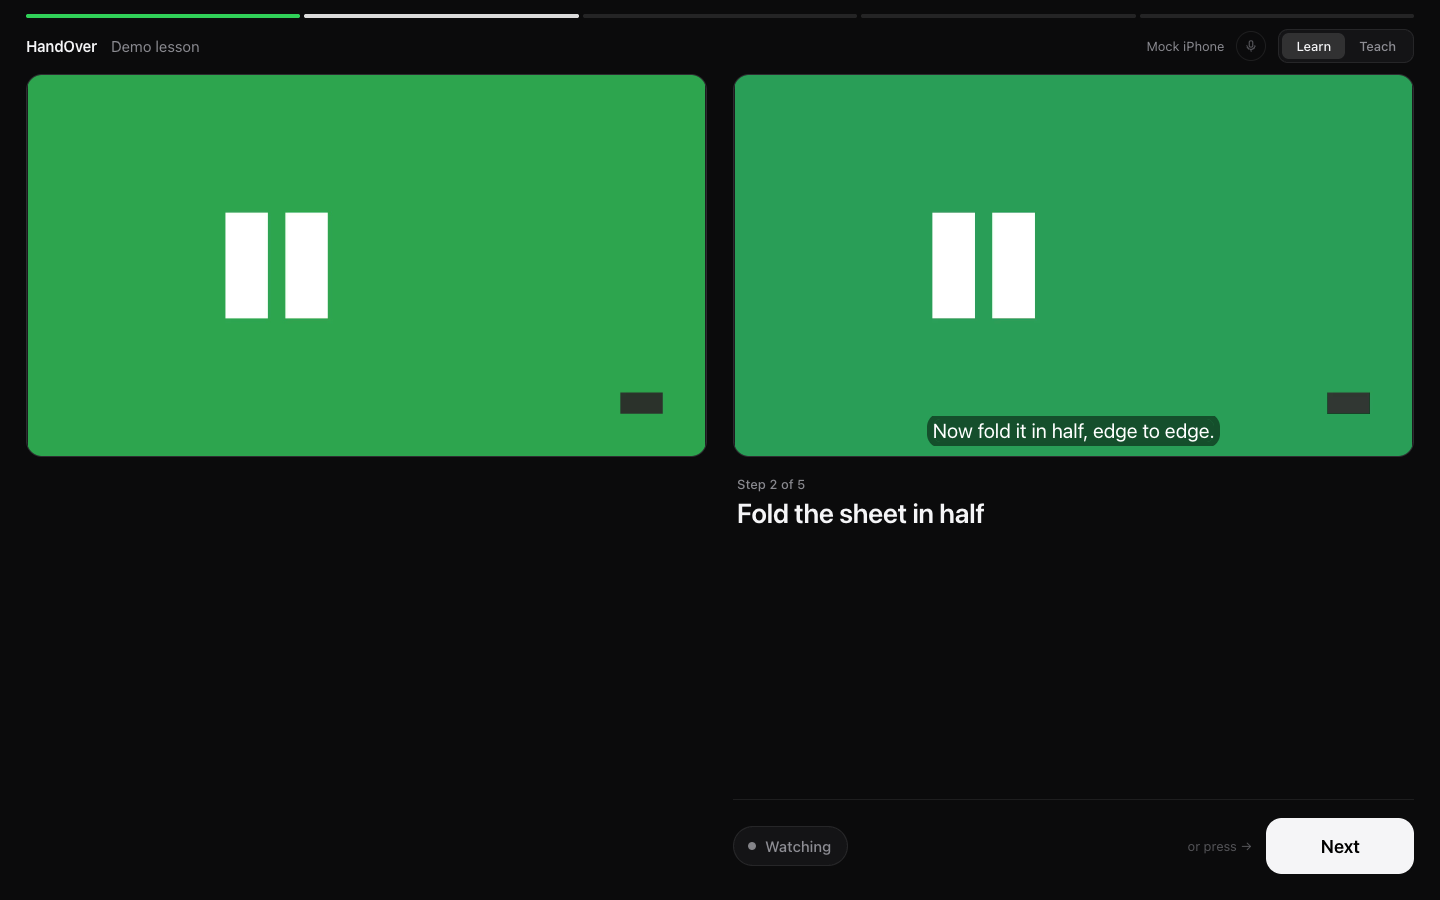 HandOver Demo lesson
Mock iPhone
Learn Teach
Now fold it in half, edge to edge.
Step 2 of 5
Fold the sheet in half
Watching
or press →
Next